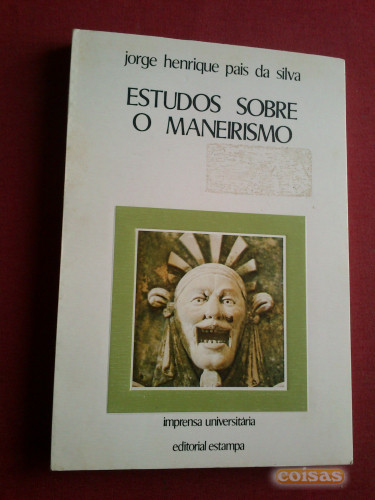 jorge henrique pais da silva
ESTUDOS SOBRE
O MANEIRISMO
imprensa universitária
editorial estampa
coisas